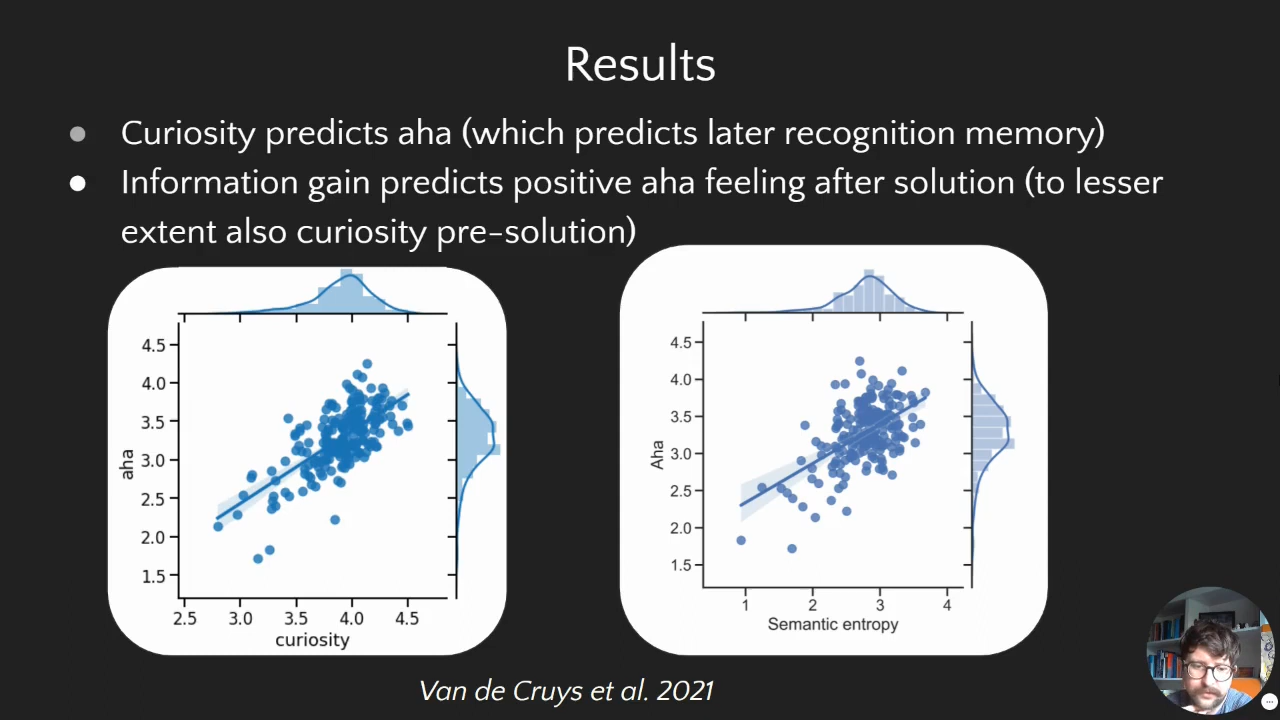 Results
● Curiosity predicts aha (which predicts later recognition memory)
● Information gain predicts positive aha feeling after solution (to lesser
extent also curiosity pre-solution)
4.5
4.0
3.5
3.0
2.5
2.0
1.5
aha
2.5 3.0 3.5 4.0 4.5
curiosity
4.5
4.0
3.5
3.0
2.5
2.0
1.5
Aha
1 2 3 4
Semantic entropy
Van de Cruys et al. 2021